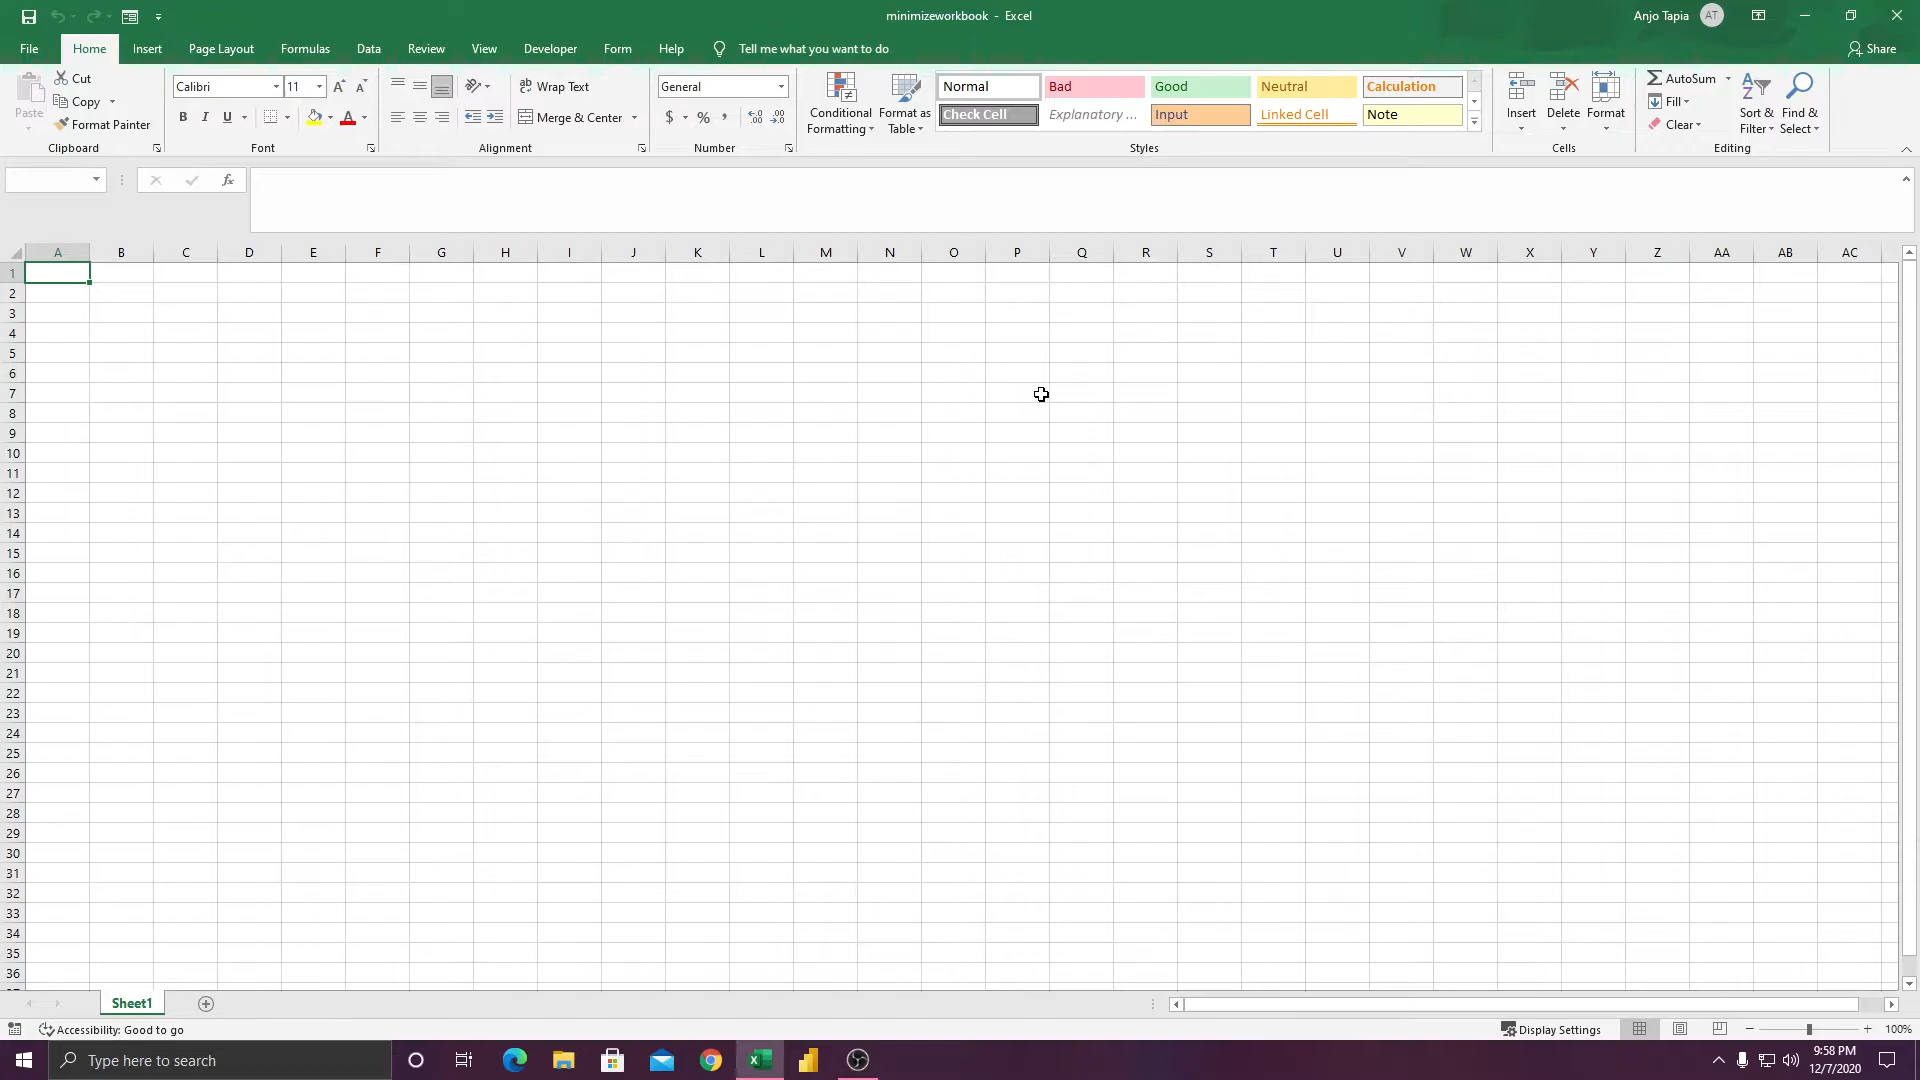 minimizeworkbook - Excel
Anjo Tapia AT
File Home Insert Page Layout Formulas Data Review View Developer Form Help Tell me what you want to do Share
Paste
Cut
Copy
Format Painter
Clipboard
Calibri 11
B I U
Font
Wrap Text
Merge & Center
Alignment
General
$ % ,
Number
Conditional
Formatting
Format as
Table
Normal Bad Good Neutral Calculation
Check Cell Explanatory ... Input Linked Cell Note
Styles
Insert Delete Format
Cells
AutoSum
Fill
Clear
Sort &
Filter
Find &
Select
Editing
fx
A B C D E F G H I J K L M N O P Q R S T U V W X Y Z AA AB AC
1
2
3
4
5
6
7
8
9
10
11
12
13
14
15
16
17
18
19
20
21
22
23
24
25
26
27
28
29
30
31
32
33
34
35
36
Sheet1
Accessibility: Good to go
Display Settings
100%
Type here to search
9:58 PM
12/7/2020